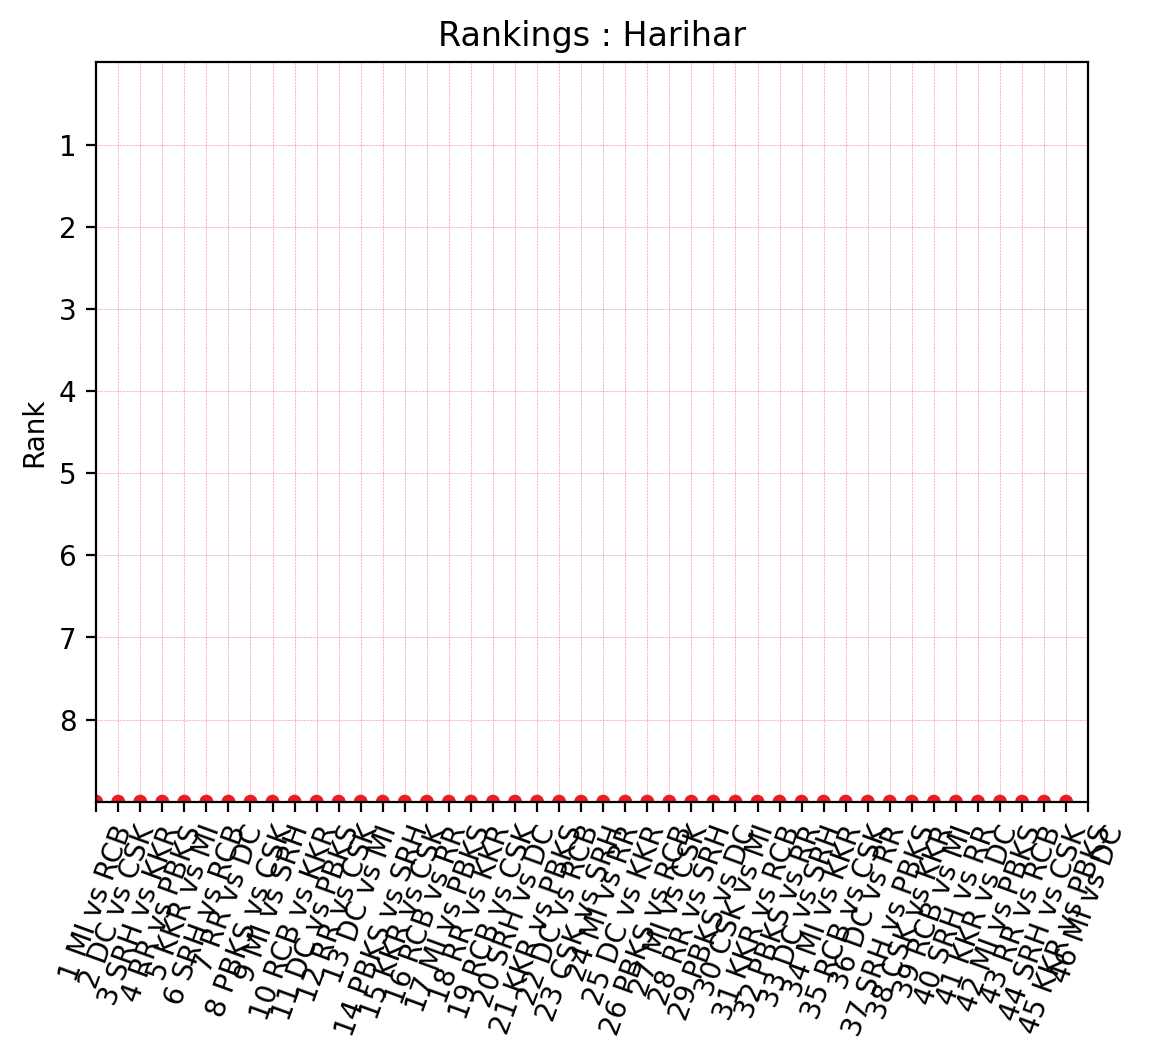 Rankings : Harihar
Rank
1
2
3
4
5
6
7
8
1 MI vs RCB
2 DC vs CSK
3 SRH vs KKR
4 RR vs PBKS
5 KKR vs MI
6 SRH vs RCB
7 RR vs DC
8 PBKS vs CSK
9 MI vs SRH
10 RCB vs KKR
11 DC vs PBKS
12 RR vs CSK
13 DC vs MI
14 PBKS vs SRH
15 KKR vs CSK
16 RCB vs RR
17 MI vs PBKS
18 RR vs KKR
19 RCB vs CSK
20 SRH vs DC
21 KKR vs PBKS
22 DC vs RCB
23 CSK vs SRH
24 MI vs RR
25 DC vs KKR
26 PBKS vs RCB
27 MI vs CSK
28 RR vs SRH
29 PBKS vs DC
30 CSK vs MI
31 KKR vs RCB
32 PBKS vs RR
33 DC vs SRH
34 MI vs KKR
35 RCB vs CSK
36 DC vs RR
37 SRH vs PBKS
38 CSK vs KKR
39 RCB vs MI
40 SRH vs RR
41 KKR vs DC
42 MI vs PBKS
43 RR vs RCB
44 SRH vs CSK
45 KKR vs PBKS
46 MI vs DC